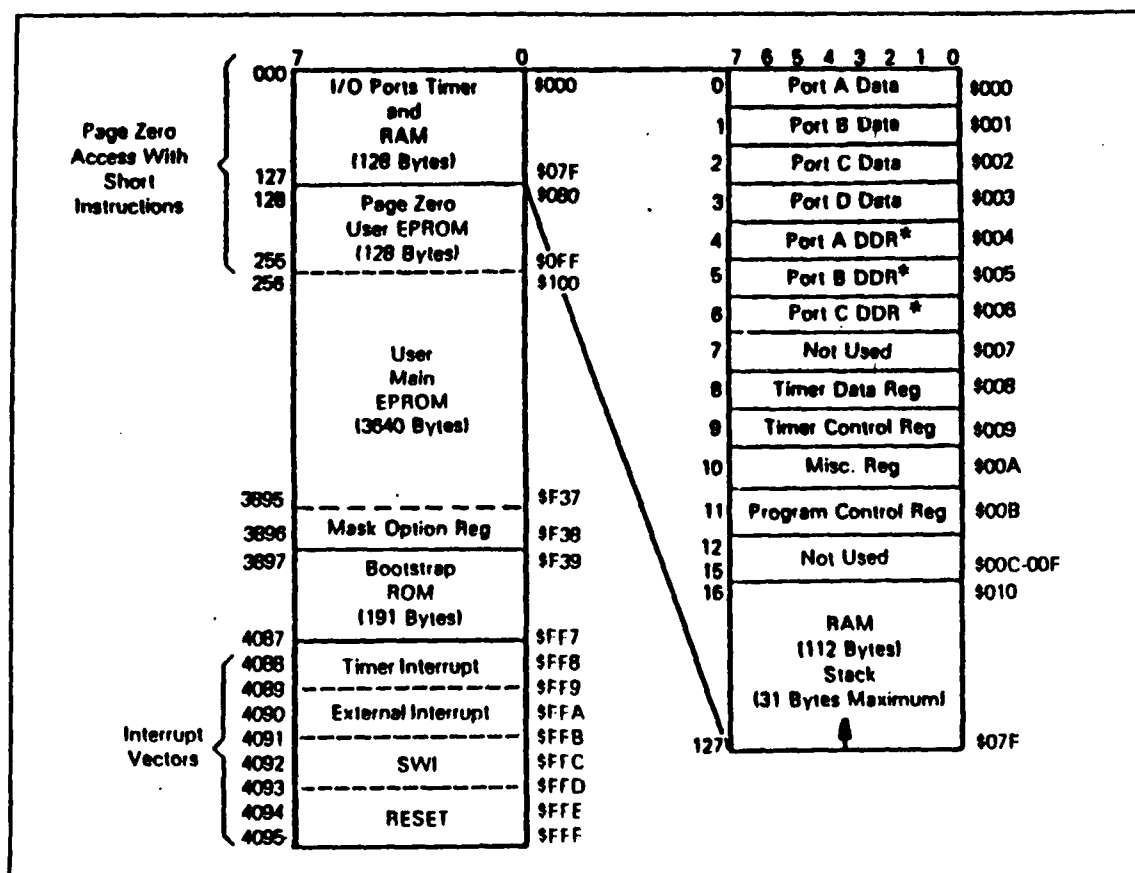 7 0
000
I/O Ports Timer
and
RAM
(128 Bytes)
$000
Page Zero
Access With
Short
Instructions
127
$07F
128
$080
Page Zero
User EPROM
(128 Bytes)
255
$0FF
256
$100
User
Main
EPROM
(3640 Bytes)
3895
$F37
3896
Mask Option Reg
$F38
3897
$F39
Bootstrap
ROM
(191 Bytes)
4087
$FF7
Interrupt
Vectors
4088
Timer Interrupt
$FF8
4089
$FF9
4090
External Interrupt
$FFA
4091
$FFB
4092
SWI
$FFC
4093
$FFD
4094
RESET
$FFE
4095
$FFF
7 6 5 4 3 2 1 0
0 Port A Data $000
1 Port B Data $001
2 Port C Data $002
3 Port D Data $003
4 Port A DDR* $004
5 Port B DDR* $005
6 Port C DDR * $006
7 Not Used $007
8 Timer Data Reg $008
9 Timer Control Reg $009
10 Misc. Reg $00A
11 Program Control Reg $00B
12
Not Used
15
$00C-00F
16
$010
RAM
(112 Bytes)
Stack
(31 Bytes Maximum)
127
$07F